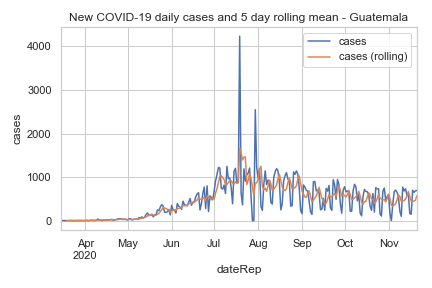 New COVID-19 daily cases and 5 day rolling mean - Guatemala
cases
cases (rolling)
4000
3000
2000
1000
0
cases
Apr
2020
May
Jun
Jul
Aug
Sep
Oct
Nov
dateRep